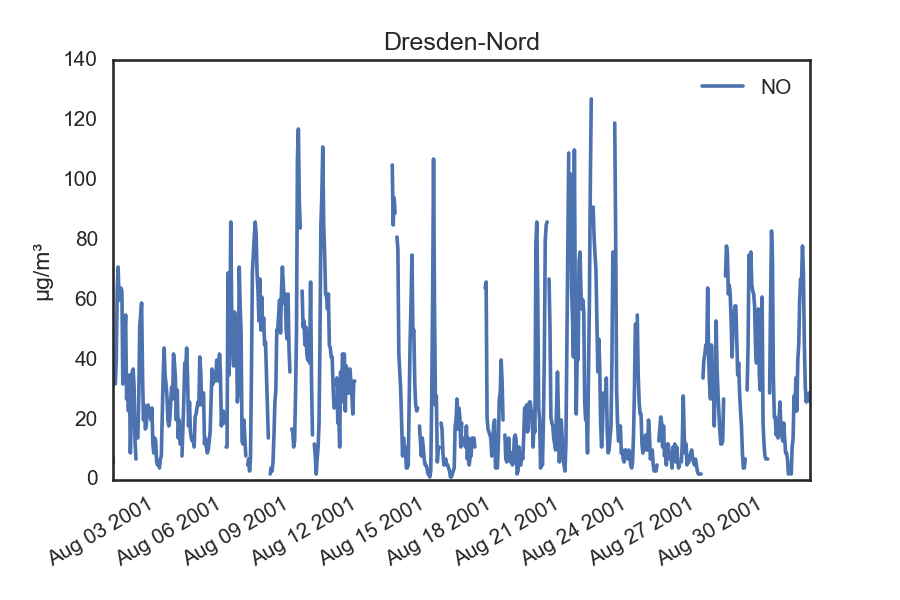 Dresden-Nord
NO
µg/m³
140
120
100
80
60
40
20
0
Aug 03 2001
Aug 06 2001
Aug 09 2001
Aug 12 2001
Aug 15 2001
Aug 18 2001
Aug 21 2001
Aug 24 2001
Aug 27 2001
Aug 30 2001